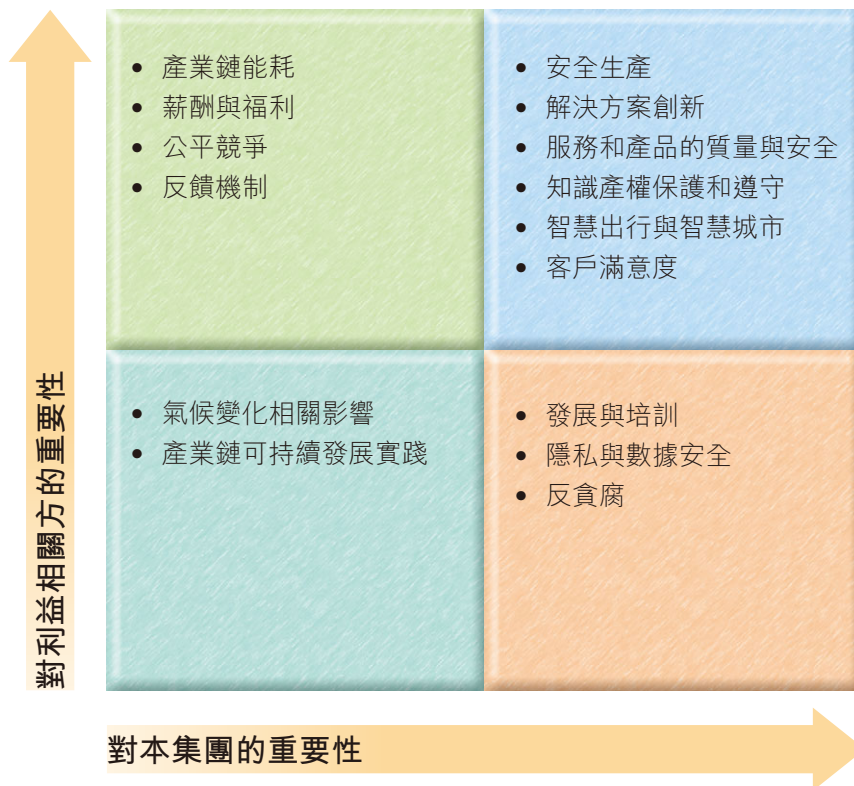 • 產業鏈能耗
• 薪酬與福利
• 公平競爭
• 反饋機制
• 安全生產
• 解決方案創新
• 服務和產品的質量與安全
• 知識產權保護和遵守
• 智慧出行與智慧城市
• 客戶滿意度
• 氣候變化相關影響
• 產業鏈可持續發展實踐
• 發展與培訓
• 隱私與數據安全
• 反貪腐
對利益相關方的重要性
對本集團的重要性